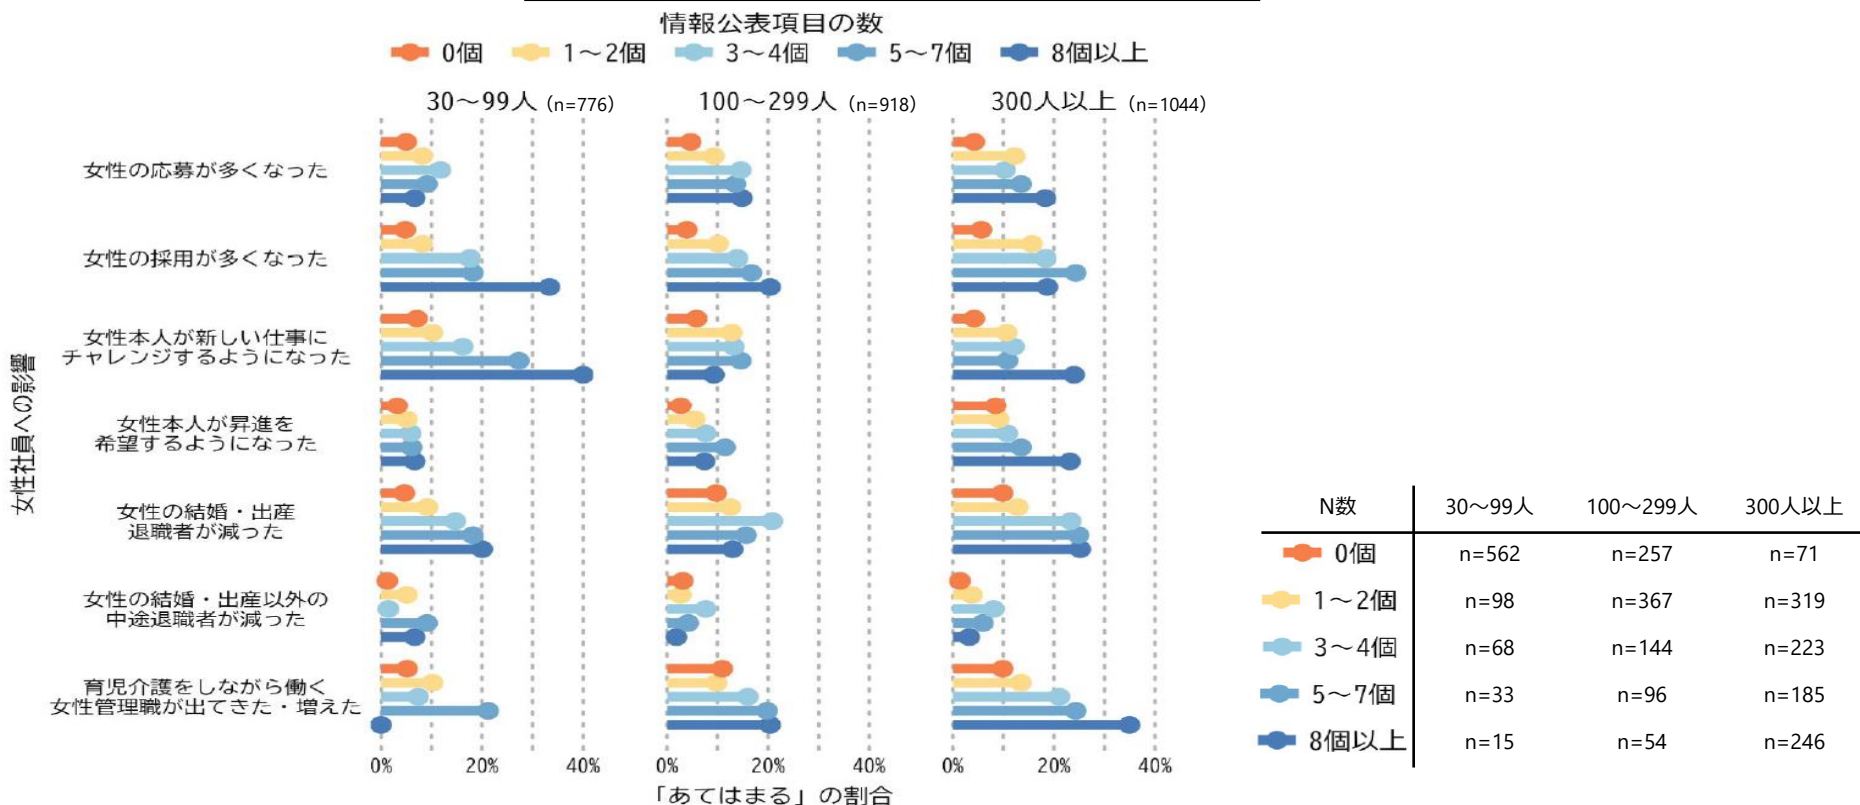 情報公表項目の数
0個 1～2個 3～4個 5～7個 8個以上
30～99人（n=776） 100～299人（n=918） 300人以上（n=1044）
女性社員への影響
女性の応募が多くなった
女性の採用が多くなった
女性本人が新しい仕事に
チャレンジするようになった
女性本人が昇進を
希望するようになった
女性の結婚・出産
退職者が減った
女性の結婚・出産以外の
中途退職者が減った
育児介護をしながら働く
女性管理職が出てきた・増えた
0% 20% 40% 0% 20% 40% 0% 20% 40%
「あてはまる」の割合
N数 30～99人 100～299人 300人以上
0個 n=562 n=257 n=71
1～2個 n=98 n=367 n=319
3～4個 n=68 n=144 n=223
5～7個 n=33 n=96 n=185
8個以上 n=15 n=54 n=246